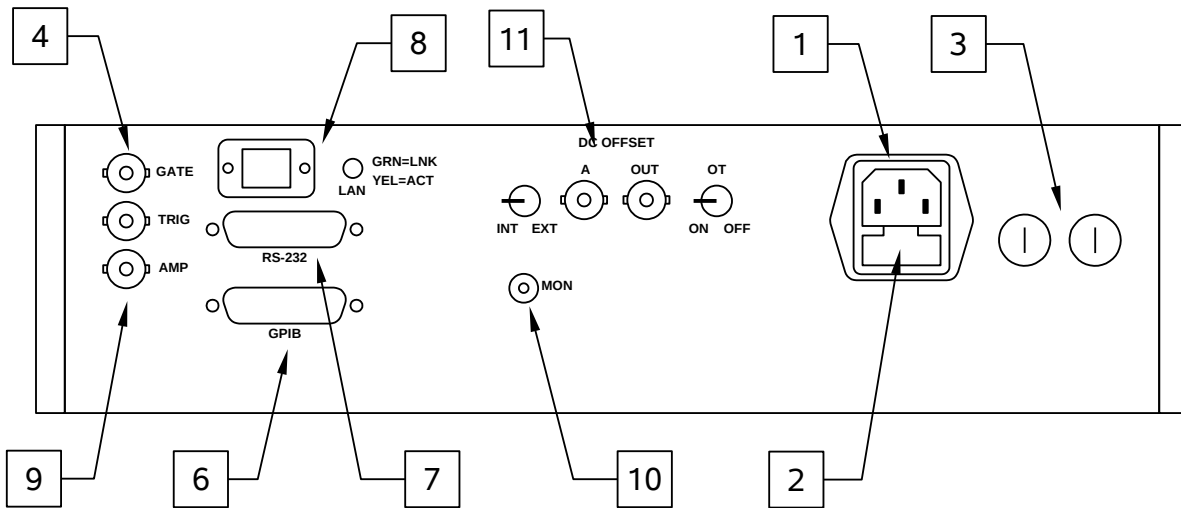 4
8
11
1
3
DC OFFSET
GATE
GRN=LNK
YEL=ACT
LAN
A
OUT
OT
TRIG
INT EXT
ON OFF
RS-232
AMP
MON
GPIB
9
6
7
10
2